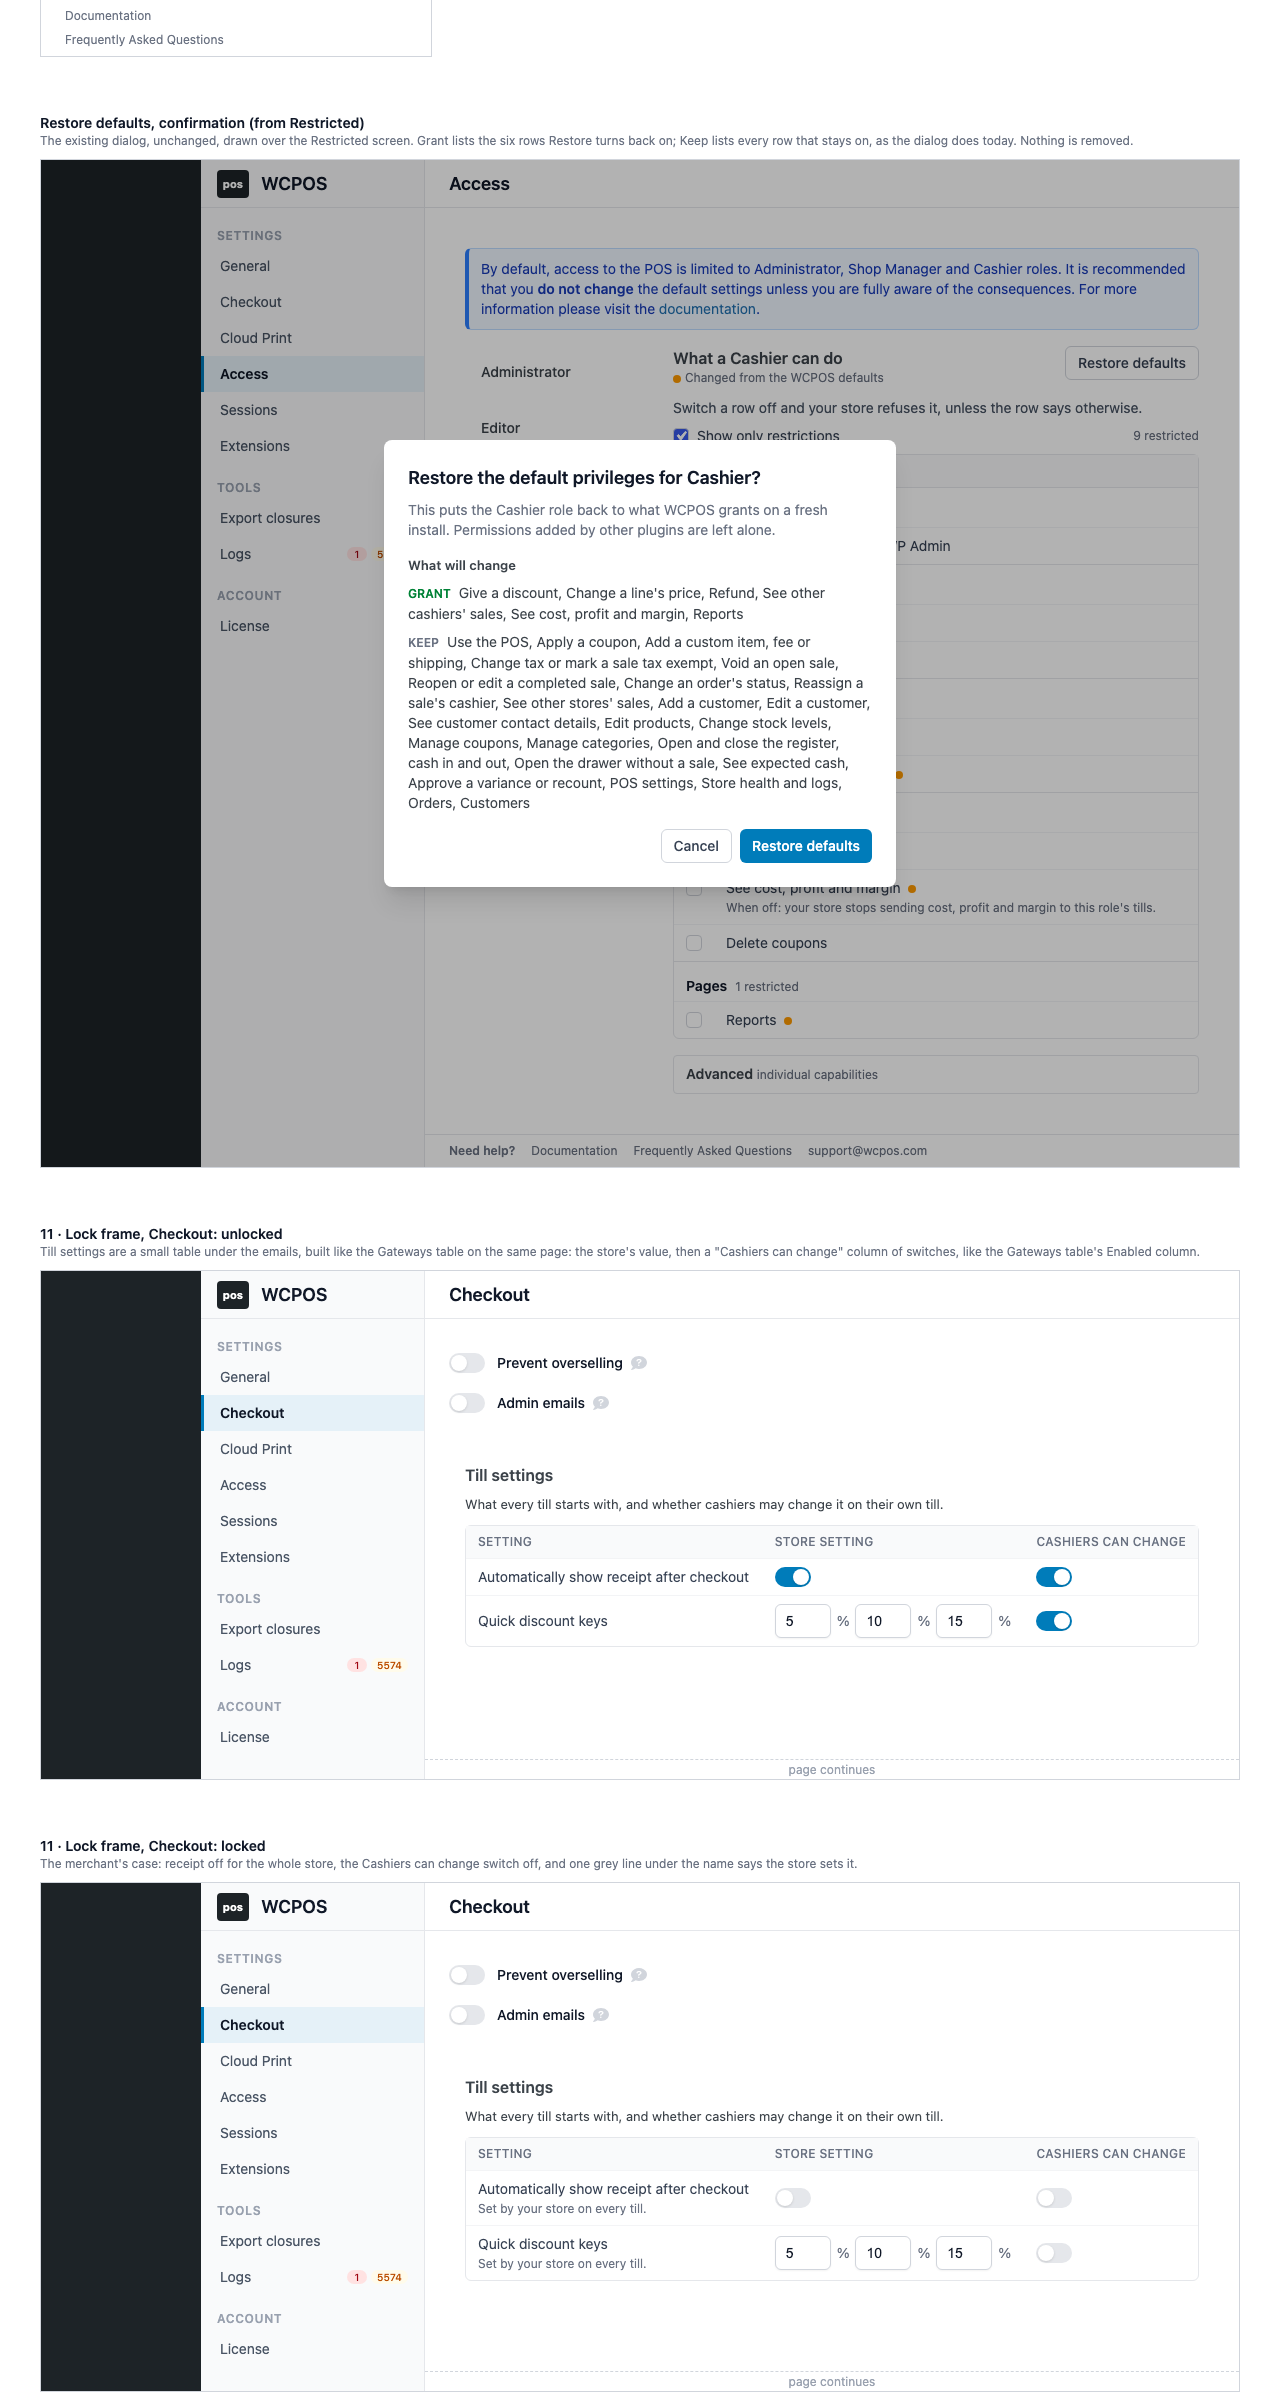 Documentation
Frequently Asked Questions
Restore defaults, confirmation (from Restricted)
The existing dialog, unchanged, drawn over the Restricted screen. Grant lists the six rows Restore turns back on; Keep lists every row that stays on, as the dialog does today. Nothing is removed.
pos WCPOS
Access
SETTINGS
General
Checkout
Cloud Print
Access
Sessions
Extensions
TOOLS
Export closures
Logs 1 5
ACCOUNT
License
By default, access to the POS is limited to Administrator, Shop Manager and Cashier roles. It is recommended
that you do not change the default settings unless you are fully aware of the consequences. For more
information please visit the documentation.
Administrator
Editor
What a Cashier can do
Changed from the WCPOS defaults
Restore defaults
Switch a row off and your store refuses it, unless the row says otherwise.
Show only restrictions
9 restricted
P Admin
Restore the default privileges for Cashier?
This puts the Cashier role back to what WCPOS grants on a fresh
install. Permissions added by other plugins are left alone.
What will change
GRANT Give a discount, Change a line's price, Refund, See other
cashiers' sales, See cost, profit and margin, Reports
KEEP Use the POS, Apply a coupon, Add a custom item, fee or
shipping, Change tax or mark a sale tax exempt, Void an open sale,
Reopen or edit a completed sale, Change an order's status, Reassign a
sale's cashier, See other stores' sales, Add a customer, Edit a customer,
See customer contact details, Edit products, Change stock levels,
Manage coupons, Manage categories, Open and close the register,
cash in and out, Open the drawer without a sale, See expected cash,
Approve a variance or recount, POS settings, Store health and logs,
Orders, Customers
Cancel
Restore defaults
See cost, profit and margin
When off: your store stops sending cost, profit and margin to this role's tills.
Delete coupons
Pages 1 restricted
Reports
Advanced individual capabilities
Need help? Documentation Frequently Asked Questions support@wcpos.com
11 · Lock frame, Checkout: unlocked
Till settings are a small table under the emails, built like the Gateways table on the same page: the store's value, then a "Cashiers can change" column of switches, like the Gateways table's Enabled column.
pos WCPOS
Checkout
SETTINGS
General
Checkout
Cloud Print
Access
Sessions
Extensions
TOOLS
Export closures
Logs 1 5574
ACCOUNT
License
Prevent overselling ?
Admin emails ?
Till settings
What every till starts with, and whether cashiers may change it on their own till.
SETTING STORE SETTING CASHIERS CAN CHANGE
Automatically show receipt after checkout
Quick discount keys 5 % 10 % 15 %
page continues
11 · Lock frame, Checkout: locked
The merchant's case: receipt off for the whole store, the Cashiers can change switch off, and one grey line under the name says the store sets it.
pos WCPOS
Checkout
SETTINGS
General
Checkout
Cloud Print
Access
Sessions
Extensions
TOOLS
Export closures
Logs 1 5574
ACCOUNT
License
Prevent overselling ?
Admin emails ?
Till settings
What every till starts with, and whether cashiers may change it on their own till.
SETTING STORE SETTING CASHIERS CAN CHANGE
Automatically show receipt after checkout
Set by your store on every till.
Quick discount keys 5 % 10 % 15 %
Set by your store on every till.
page continues